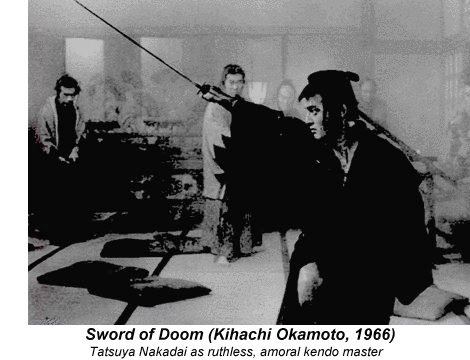 Sword of Doom (Kihachi Okamoto, 1966)
Tatsuya Nakadai as ruthless, amoral kendo master